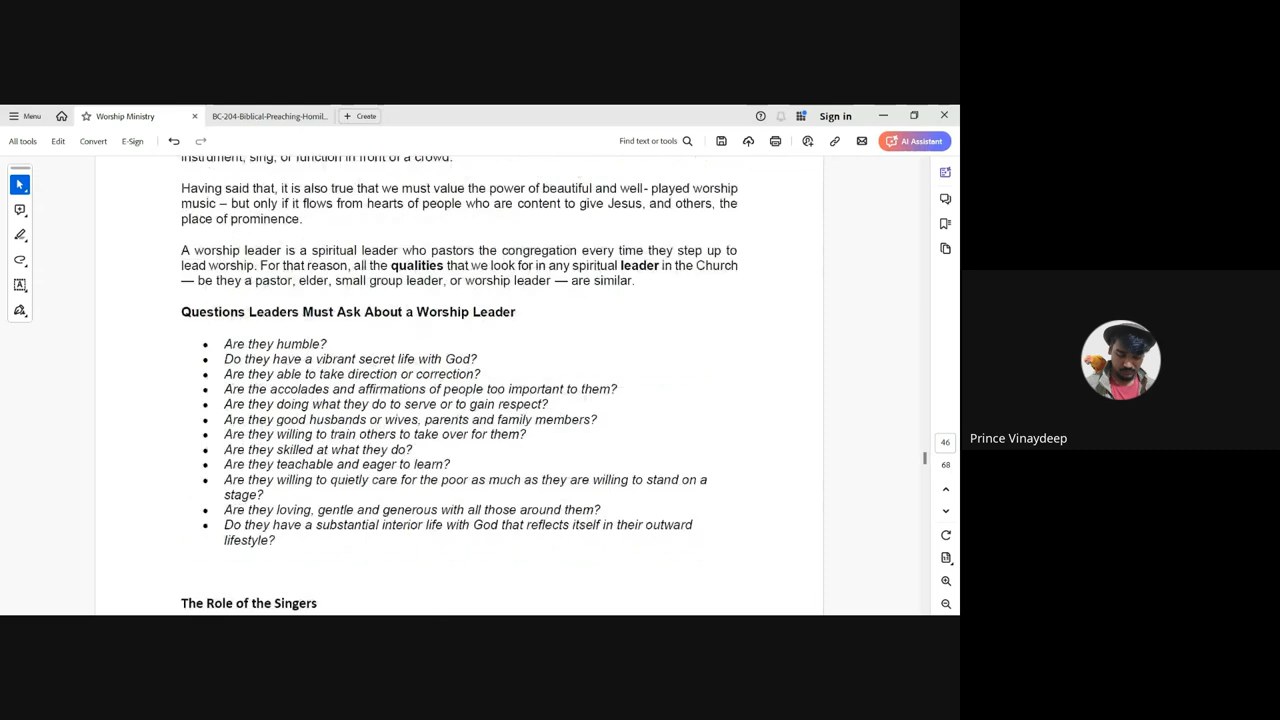 Menu
Worship Ministry
BC-204-Biblical-Preaching-Homil...
Create
Sign in
All tools
Edit
Convert
E-Sign
Find text or tools
AI Assistant
instrument, sing, or function in front of a crowd.
Having said that, it is also true that we must value the power of beautiful and well- played worship
music – but only if it flows from hearts of people who are content to give Jesus, and others, the
place of prominence.
A worship leader is a spiritual leader who pastors the congregation every time they step up to
lead worship. For that reason, all the qualities that we look for in any spiritual leader in the Church
— be they a pastor, elder, small group leader, or worship leader — are similar.
Questions Leaders Must Ask About a Worship Leader
• Are they humble?
• Do they have a vibrant secret life with God?
• Are they able to take direction or correction?
• Are the accolades and affirmations of people too important to them?
• Are they doing what they do to serve or to gain respect?
• Are they good husbands or wives, parents and family members?
• Are they willing to train others to take over for them?
• Are they skilled at what they do?
• Are they teachable and eager to learn?
• Are they willing to quietly care for the poor as much as they are willing to stand on a
stage?
• Are they loving, gentle and generous with all those around them?
• Do they have a substantial interior life with God that reflects itself in their outward
lifestyle?
The Role of the Singers
46
68
Prince Vinaydeep